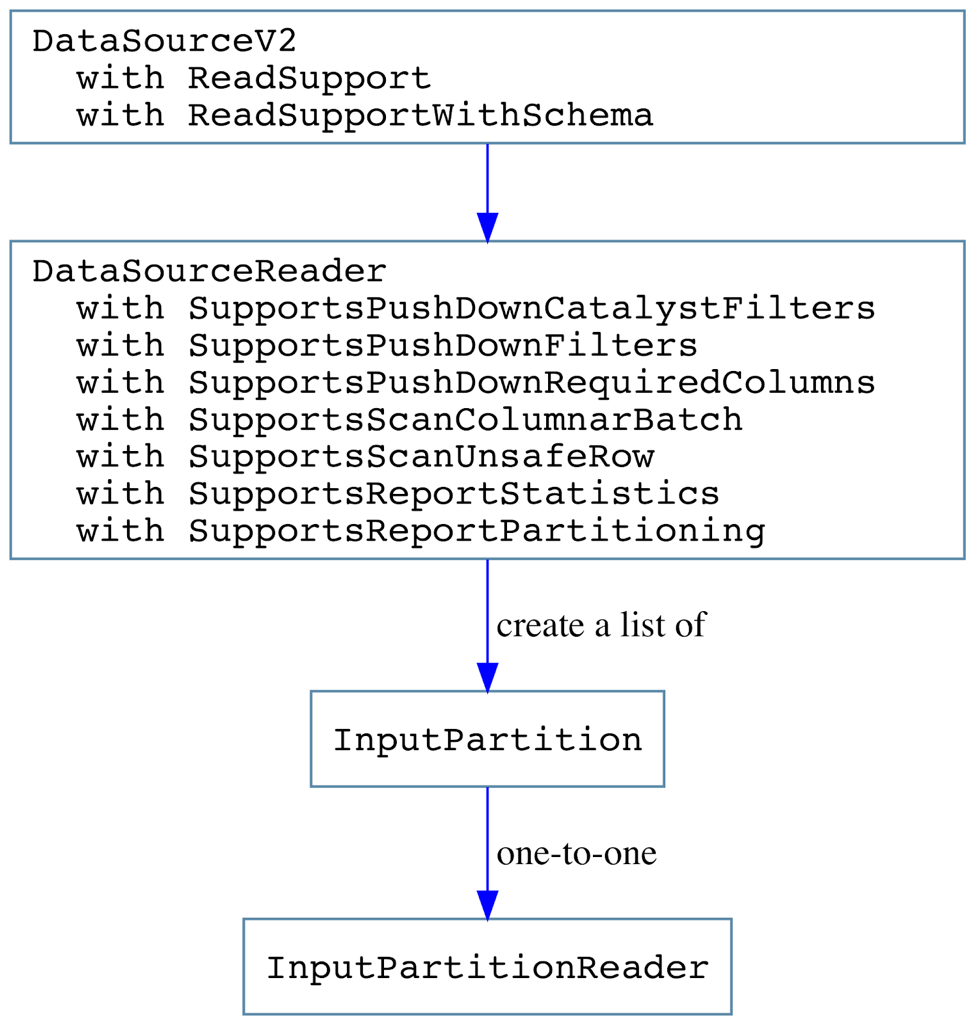 DataSourceV2
  with ReadSupport
  with ReadSupportWithSchema
DataSourceReader
  with SupportsPushDownCatalystFilters
  with SupportsPushDownFilters
  with SupportsPushDownRequiredColumns
  with SupportsScanColumnarBatch
  with SupportsScanUnsafeRow
  with SupportsReportStatistics
  with SupportsReportPartitioning
create a list of
InputPartition
one-to-one
InputPartitionReader